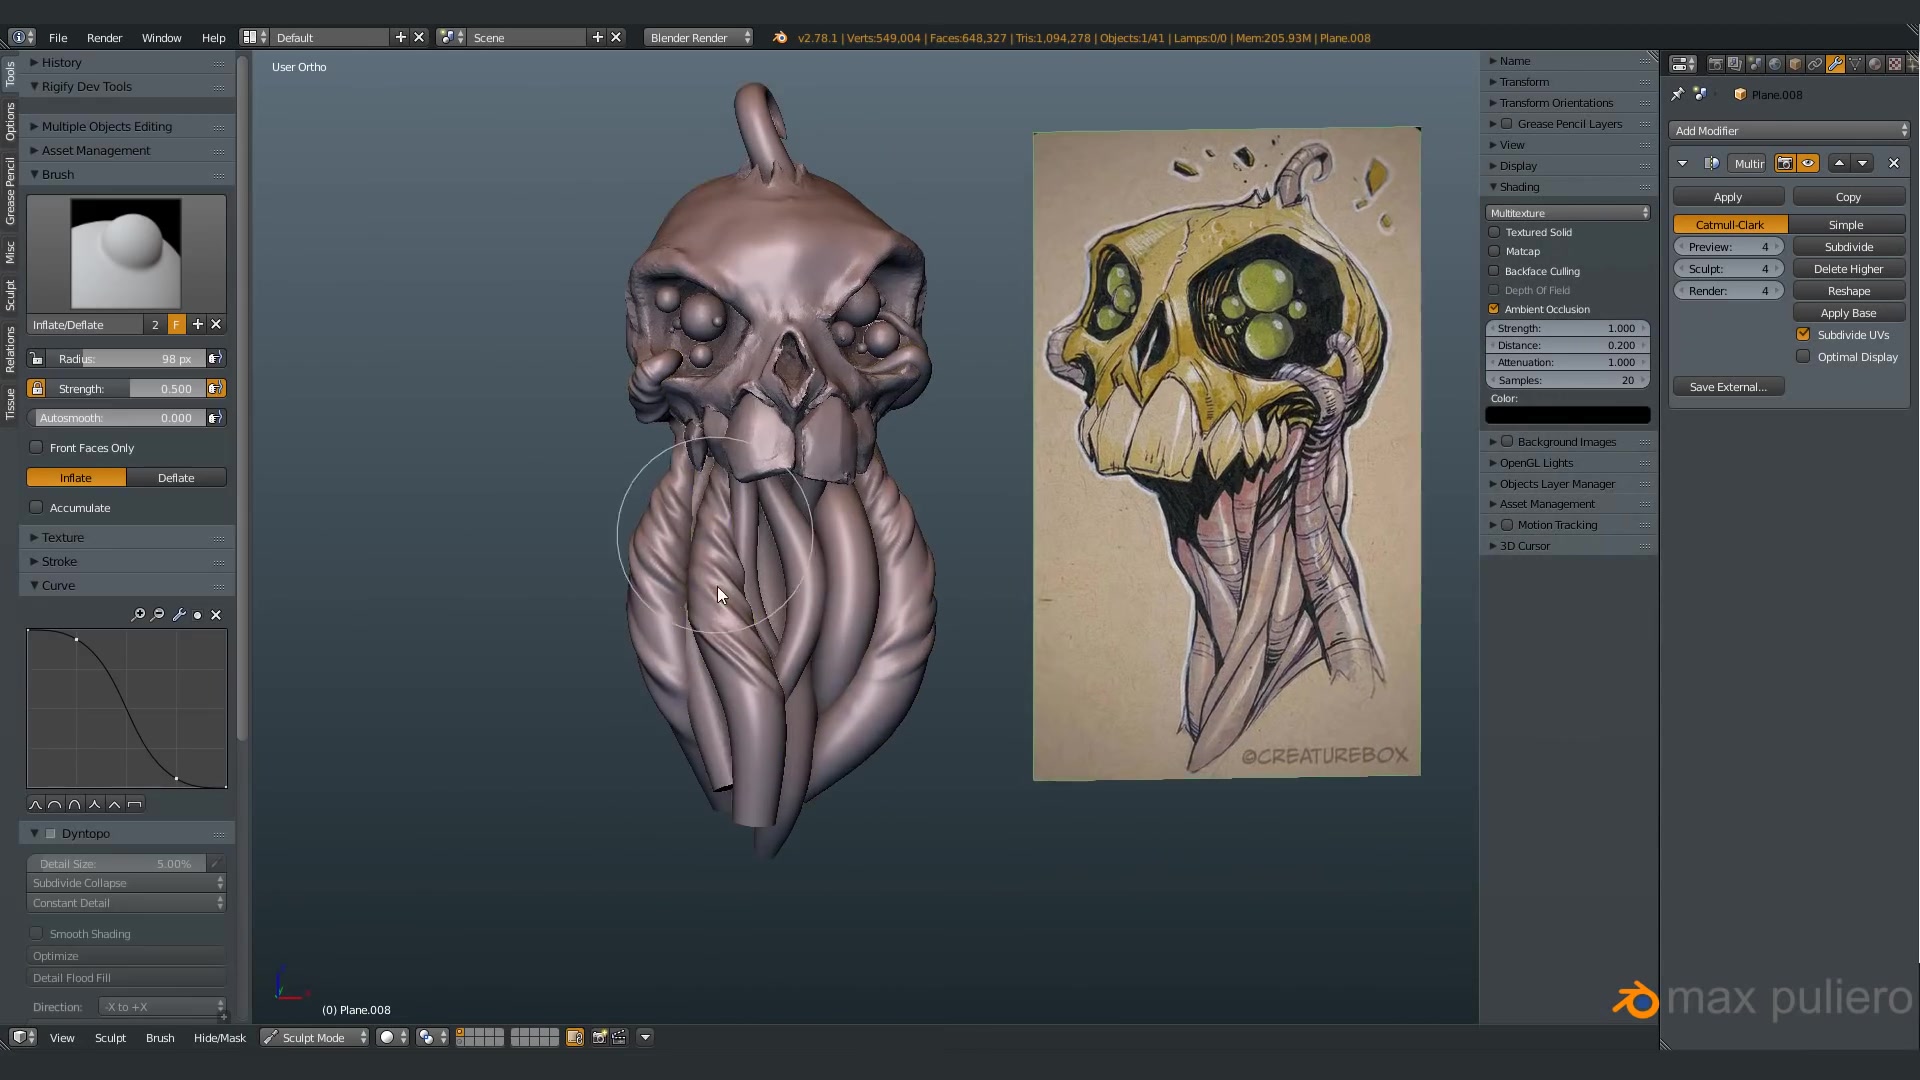 File Render Window Help Default Scene Blender Render v2.78.1 | Verts:549,004 | Faces:648,327 | Tris:1,094,278 | Objects:1/41 | Lamps:0/0 | Mem:205.93M | Plane.008
Tools
Options
Grease Pencil
Misc
Sculpt
Relations
Tissue
History
Rigify Dev Tools
Multiple Objects Editing
Asset Management
Brush
Inflate/Deflate 2 F
Radius: 98 px
Strength: 0.500
Autosmooth: 0.000
Front Faces Only
Inflate Deflate
Accumulate
Texture
Stroke
Curve
Dyntopo
Detail Size: 5.00%
Subdivide Collapse
Constant Detail
Smooth Shading
Optimize
Detail Flood Fill
Direction: -X to +X
User Ortho
©CREATUREBOX
(0) Plane.008
Name
Transform
Transform Orientations
Grease Pencil Layers
View
Display
Shading
Multitexture
Textured Solid
Matcap
Backface Culling
Depth Of Field
Ambient Occlusion
Strength: 1.000
Distance: 0.200
Attenuation: 1.000
Samples: 20
Color:
Background Images
OpenGL Lights
Objects Layer Manager
Asset Management
Motion Tracking
3D Cursor
Plane.008
Add Modifier
Multir
Apply Copy
Catmull-Clark Simple
Preview: 4 Subdivide
Sculpt: 4 Delete Higher
Render: 4 Reshape
Apply Base
Subdivide UVs
Optimal Display
Save External...
max puliero
View Sculpt Brush Hide/Mask Sculpt Mode